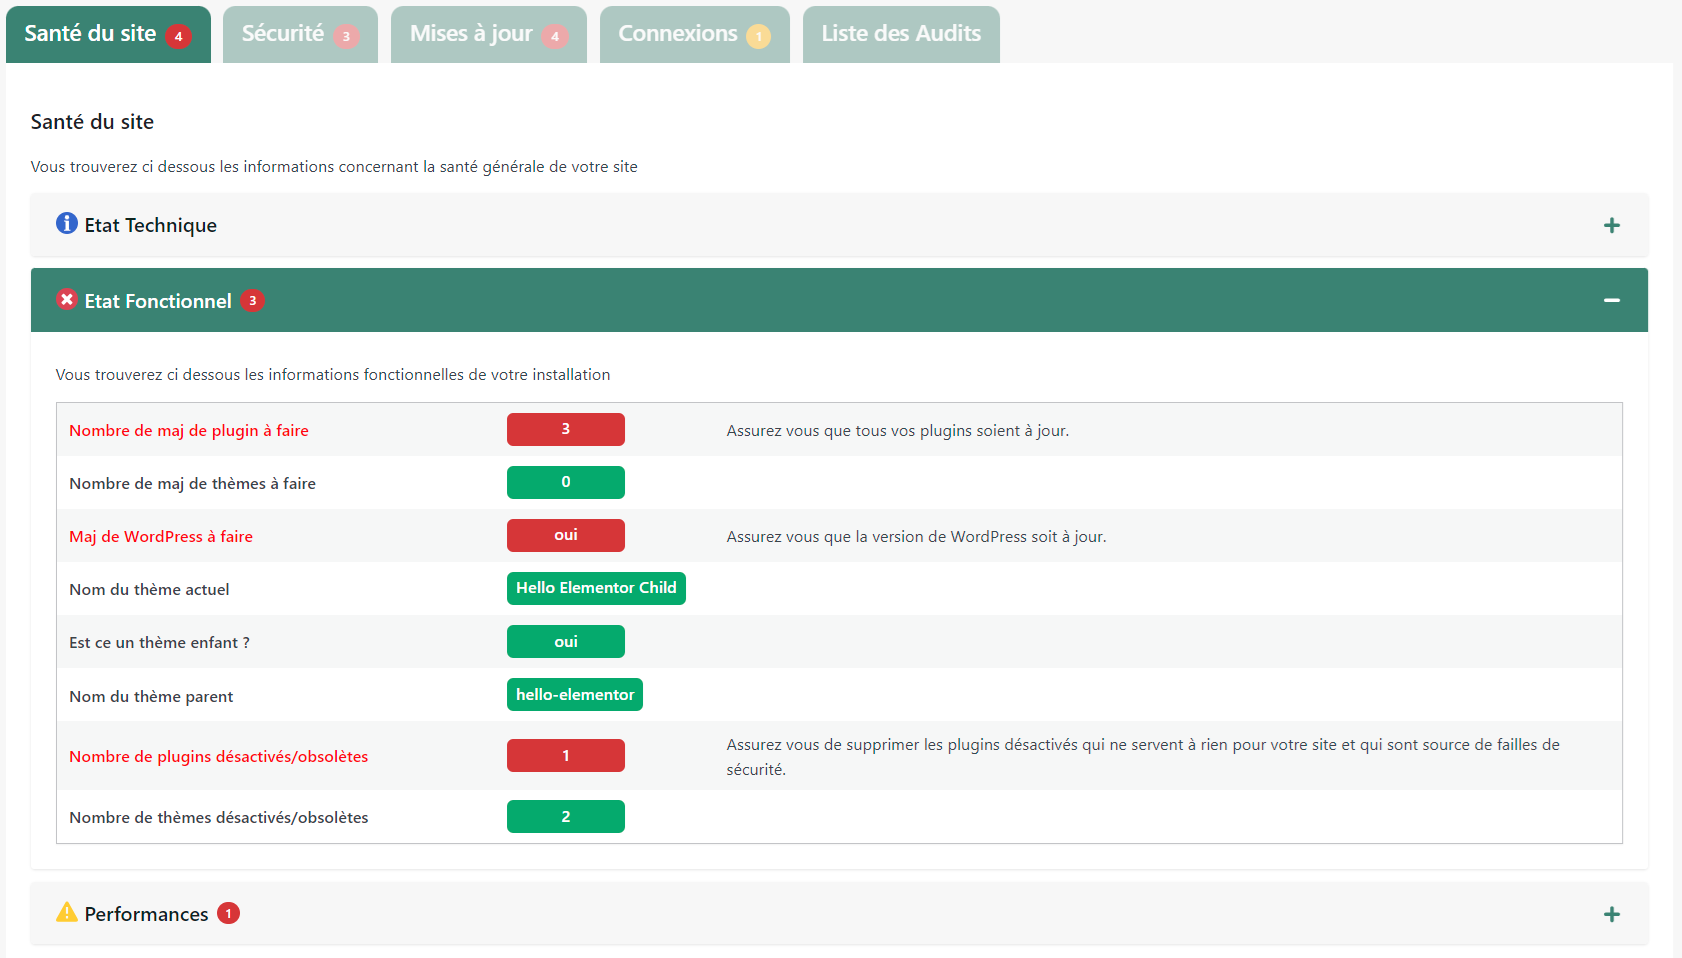 Santé du site 4
Sécurité 3
Mises à jour 4
Connexions 1
Liste des Audits
Santé du site
Vous trouverez ci dessous les informations concernant la santé générale de votre site
Etat Technique
Etat Fonctionnel 3
Vous trouverez ci dessous les informations fonctionnelles de votre installation
Nombre de maj de plugin à faire 3 Assurez vous que tous vos plugins soient à jour.
Nombre de maj de thèmes à faire 0
Maj de WordPress à faire oui Assurez vous que la version de WordPress soit à jour.
Nom du thème actuel Hello Elementor Child
Est ce un thème enfant ? oui
Nom du thème parent hello-elementor
Nombre de plugins désactivés/obsolètes 1 Assurez vous de supprimer les plugins désactivés qui ne servent à rien pour votre site et qui sont source de failles de
sécurité.
Nombre de thèmes désactivés/obsolètes 2
Performances 1